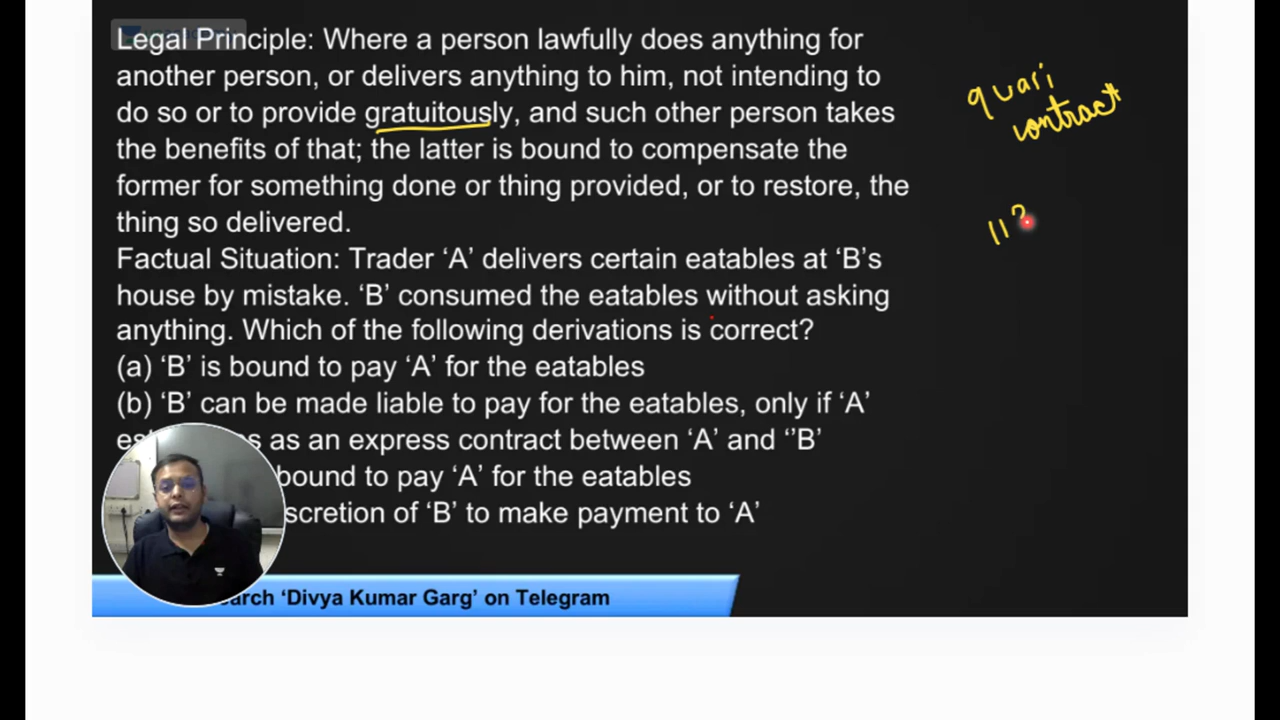 Legal Principle: Where a person lawfully does anything for
another person, or delivers anything to him, not intending to
do so or to provide gratuitously, and such other person takes
the benefits of that; the latter is bound to compensate the
former for something done or thing provided, or to restore, the
thing so delivered.
Factual Situation: Trader ‘A’ delivers certain eatables at ‘B’s
house by mistake. ‘B’ consumed the eatables without asking
anything. Which of the following derivations is correct?
(a) ‘B’ is bound to pay ‘A’ for the eatables
(b) ‘B’ can be made liable to pay for the eatables, only if ‘A’
as an express contract between ‘A’ and ‘’B’
bound to pay ‘A’ for the eatables
of ‘B’ to make payment to ‘A’
‘Divya Kumar Garg’ on Telegram
quasi
contract